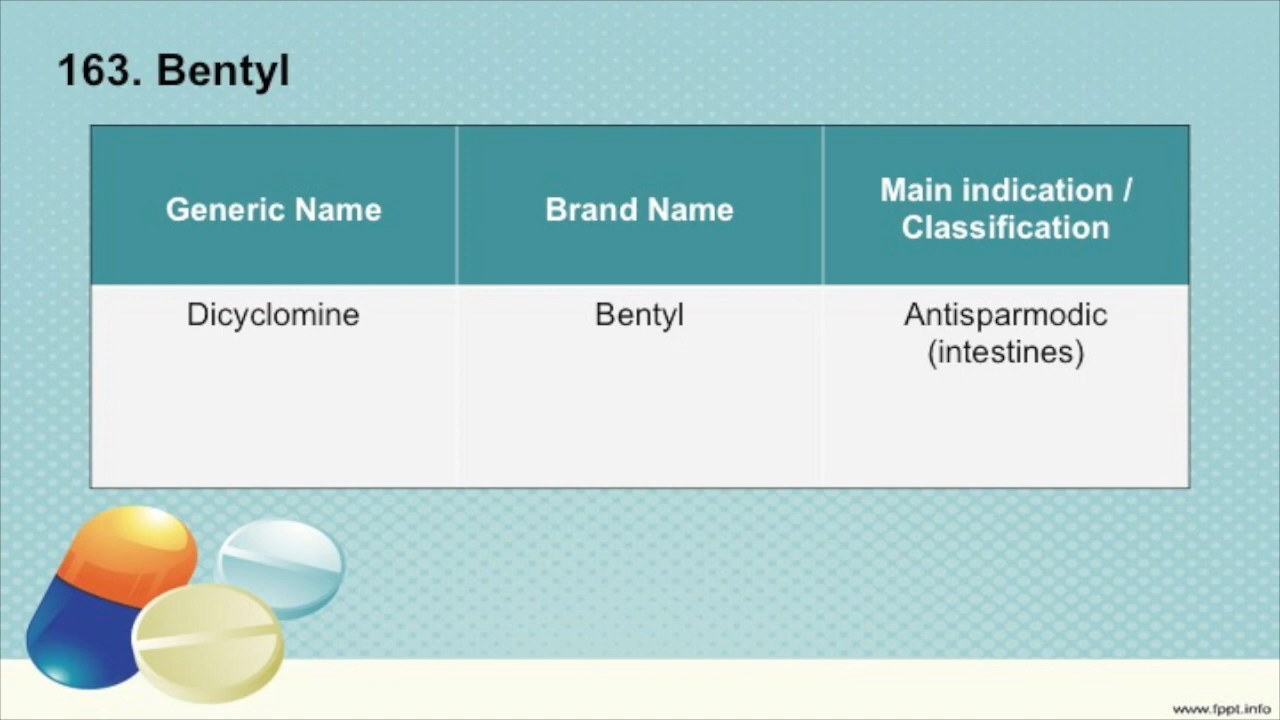 163. Bentyl
Generic Name
Brand Name
Main indication /
Classification
Dicyclomine
Bentyl
Antisparmodic
(intestines)
www.fppt.info